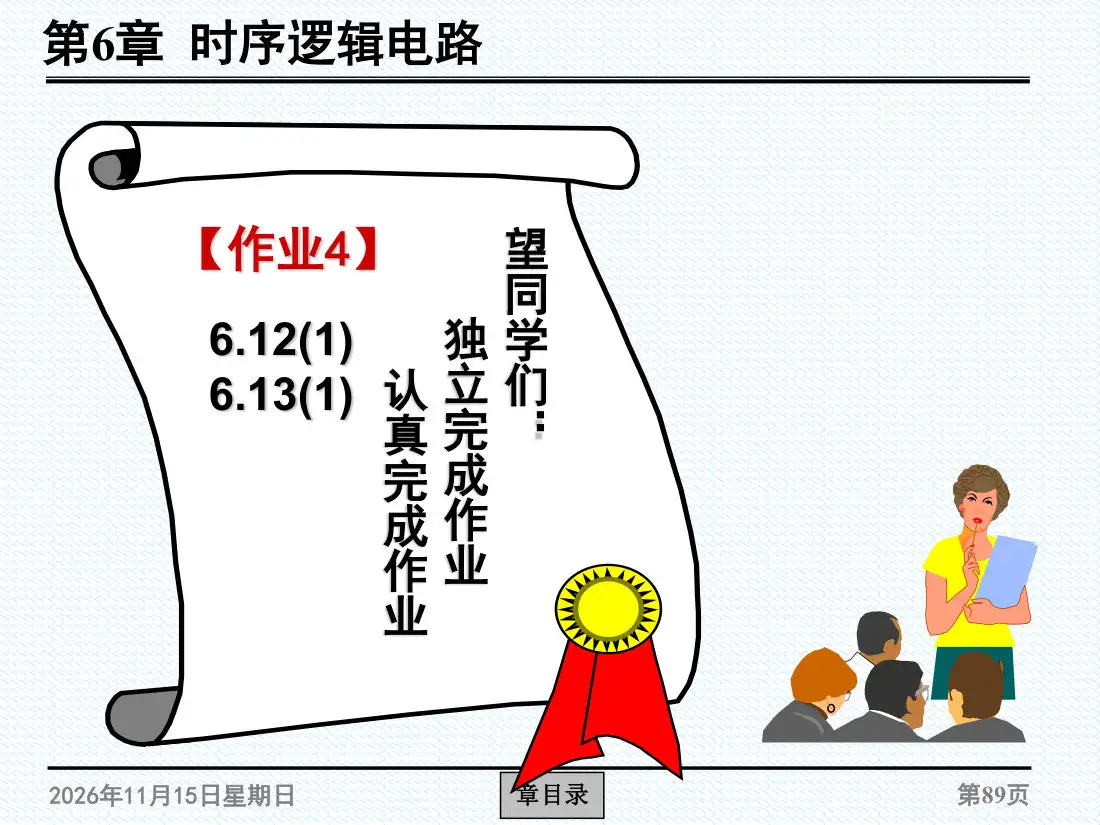 第6章 时序逻辑电路
【作业4】
6.12(1)
6.13(1)
望同学们：
独立完成作业
认真完成作业
2026年11月15日星期日
章目录
第89页